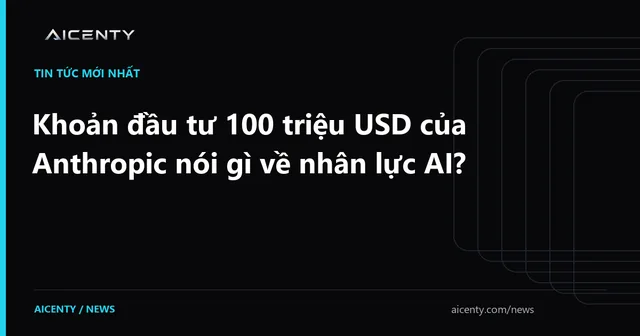 AICENTY
TIN TỨC MỚI NHẤT
Khoản đầu tư 100 triệu USD của
Anthropic nói gì về nhân lực AI?
AICENTY / NEWS
aicenty.com/news